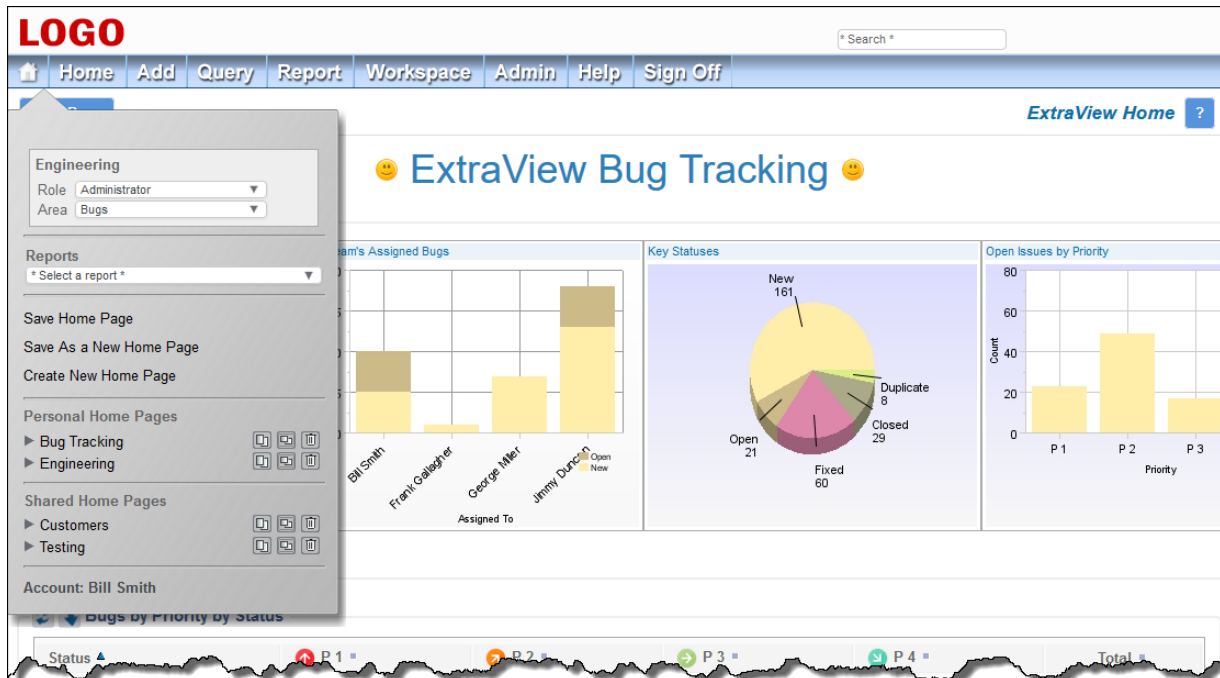 LOGO
* Search *
Home Add Query Report Workspace Admin Help Sign Off
ExtraView Home ?
ExtraView Bug Tracking
Engineering
Role Administrator
Area Bugs
Reports
* Select a report *
Save Home Page
Save As a New Home Page
Create New Home Page
Personal Home Pages
Bug Tracking
Engineering
Shared Home Pages
Customers
Testing
Account: Bill Smith
Assigned Bugs
Bill Smith
Frank Gallagher
George Miller
Jimmy Duncan
Open
New
Assigned To
Key Statuses
New
161
Duplicate
8
Closed
29
Open
21
Fixed
60
Open Issues by Priority
80
60
40
20
0
Count
P 1 P 2 P 3
Priority
Bugs by Priority by Status
Status P 1 P 2 P 3 P 4 Total